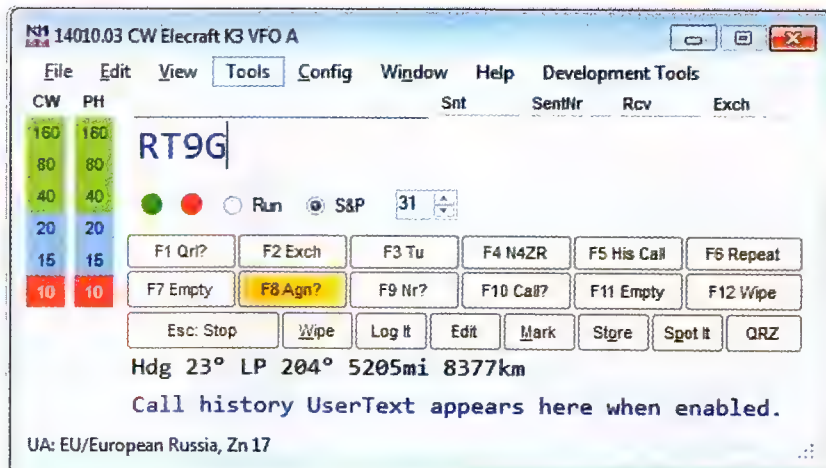 N1MM 14010.03 CW Elecraft K3 VFO A
File Edit View Tools Config Window Help Development Tools
CW PH Snt SentNr Rcv Exch
160 160
RT9G
80 80
40 40
Run S&P 31
20 20
15 15
10 10
F1 Qrl? F2 Exch F3 Tu F4 N4ZR F5 His Call F6 Repeat
F7 Empty F8 Agn? F9 Nr? F10 Call? F11 Empty F12 Wipe
Esc: Stop Wipe Log It Edit Mark Store Spot It QRZ
Hdg 23° LP 204° 5205mi 8377km
Call history UserText appears here when enabled.
UA: EU/European Russia, Zn 17